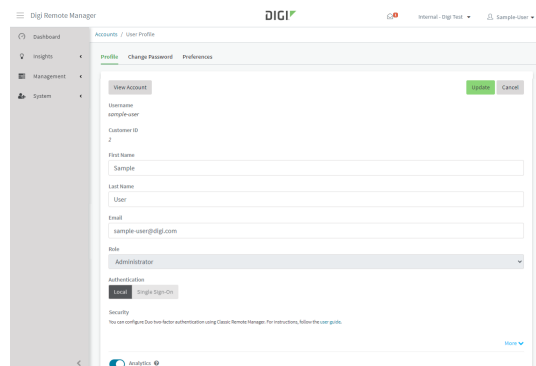 Digi Remote Manager
DIGI
Internal - Digi Test
Sample-User
Dashboard
Insights
Management
System
Accounts / User Profile
Profile Change Password Preferences
View Account
Update Cancel
Username
sample-user
Customer ID
2
First Name
Sample
Last Name
User
Email
sample-user@digi.com
Role
Administrator
Authentication
Local Single Sign-On
Security
You can configure Duo two-factor authentication using Classic Remote Manager. For instructions, follow the user guide.
More
Analytics